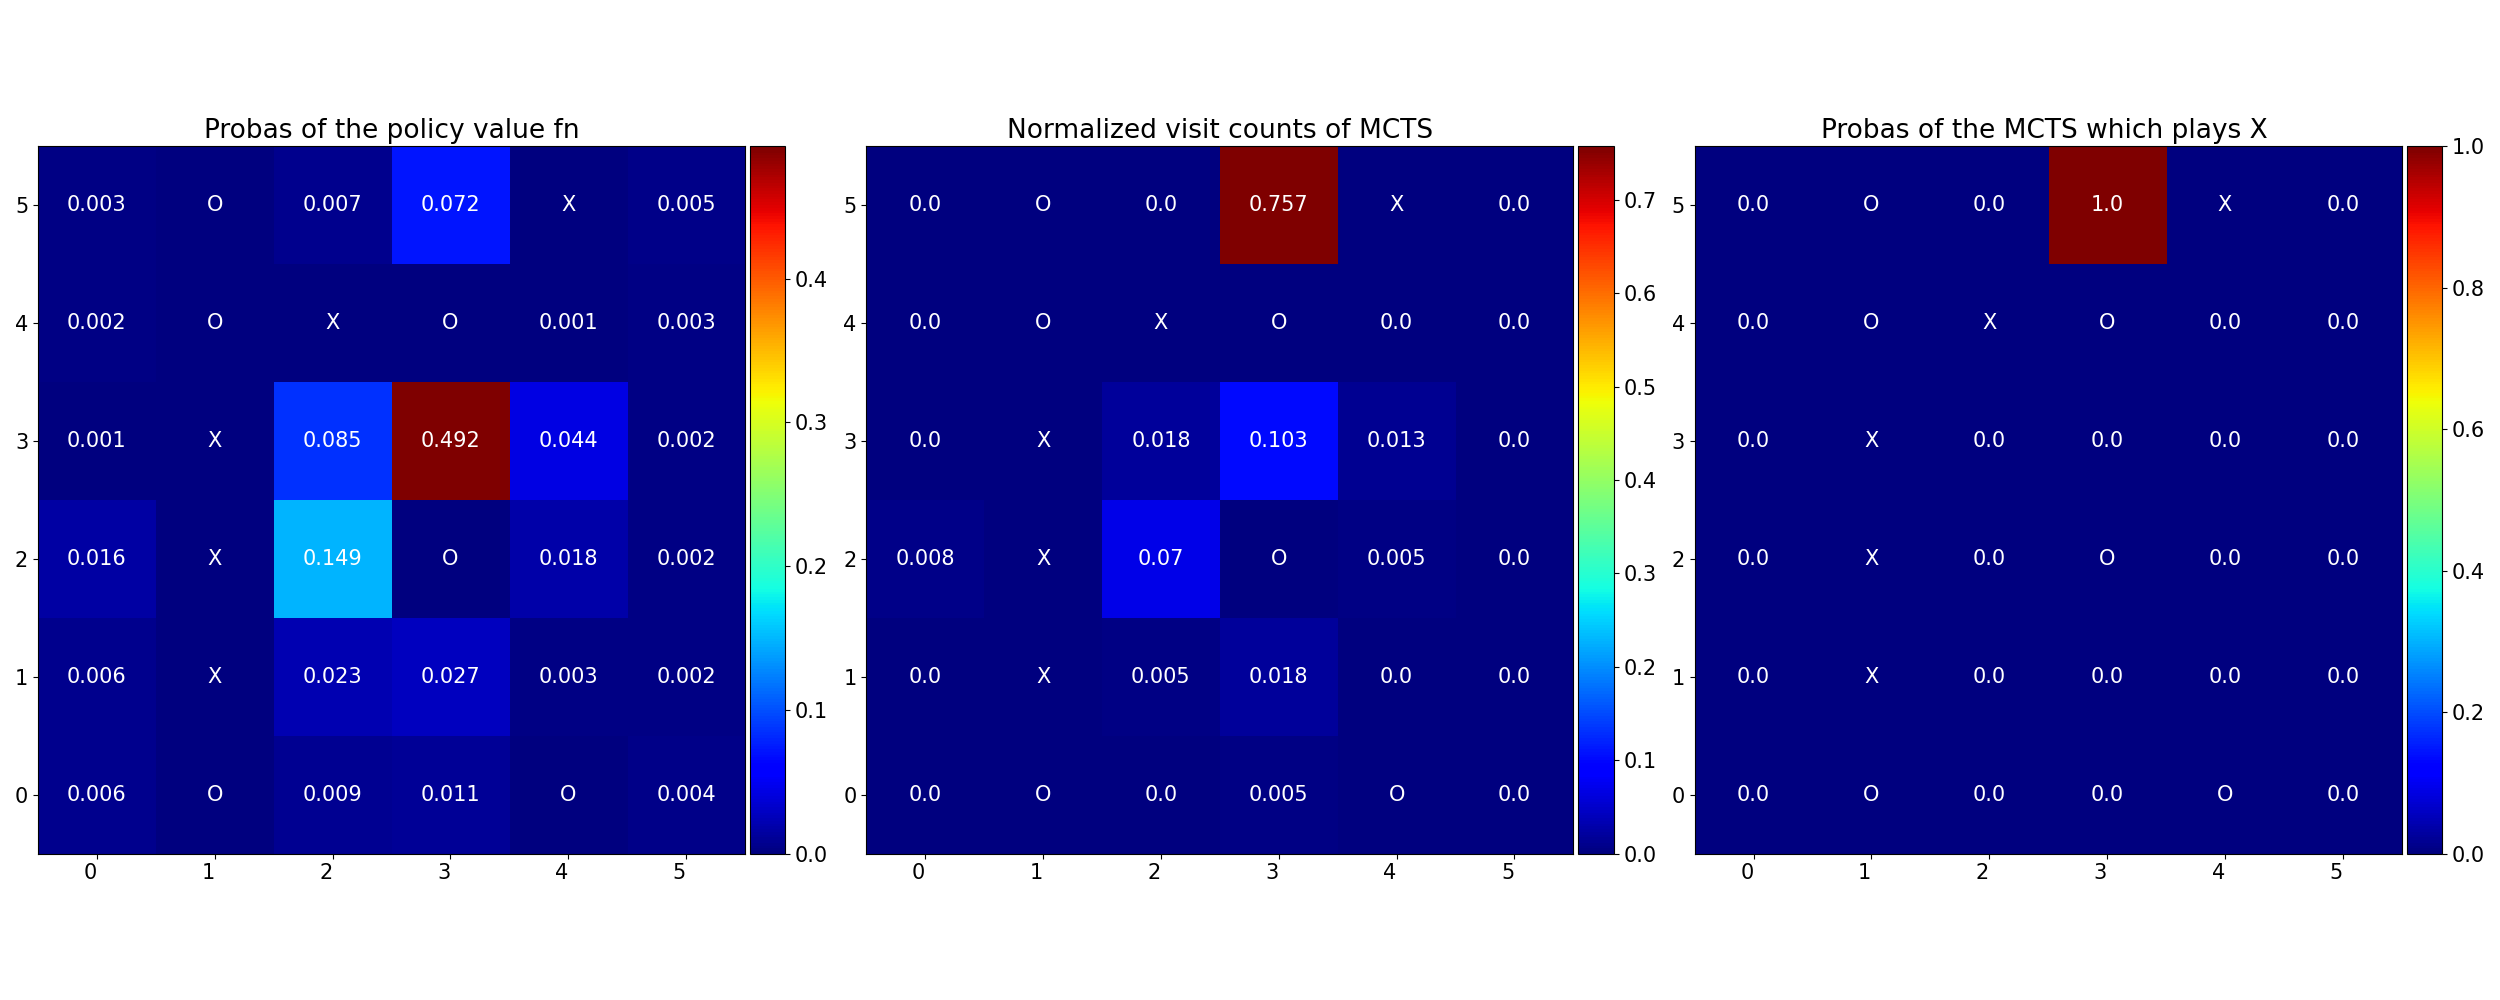 Probas of the policy value fn
5 0.003 O 0.007 0.072 X 0.005
4 0.002 O X O 0.001 0.003
3 0.001 X 0.085 0.492 0.044 0.002
2 0.016 X 0.149 O 0.018 0.002
1 0.006 X 0.023 0.027 0.003 0.002
0 0.006 O 0.009 0.011 O 0.004
0 1 2 3 4 5
0.4
0.3
0.2
0.1
0.0
Normalized visit counts of MCTS
5 0.0 O 0.0 0.757 X 0.0
4 0.0 O X O 0.0 0.0
3 0.0 X 0.018 0.103 0.013 0.0
2 0.008 X 0.07 O 0.005 0.0
1 0.0 X 0.005 0.018 0.0 0.0
0 0.0 O 0.0 0.005 O 0.0
0 1 2 3 4 5
0.7
0.6
0.5
0.4
0.3
0.2
0.1
0.0
Probas of the MCTS which plays X
5 0.0 O 0.0 1.0 X 0.0
4 0.0 O X O 0.0 0.0
3 0.0 X 0.0 0.0 0.0 0.0
2 0.0 X 0.0 O 0.0 0.0
1 0.0 X 0.0 0.0 0.0 0.0
0 0.0 O 0.0 0.0 O 0.0
0 1 2 3 4 5
1.0
0.8
0.6
0.4
0.2
0.0